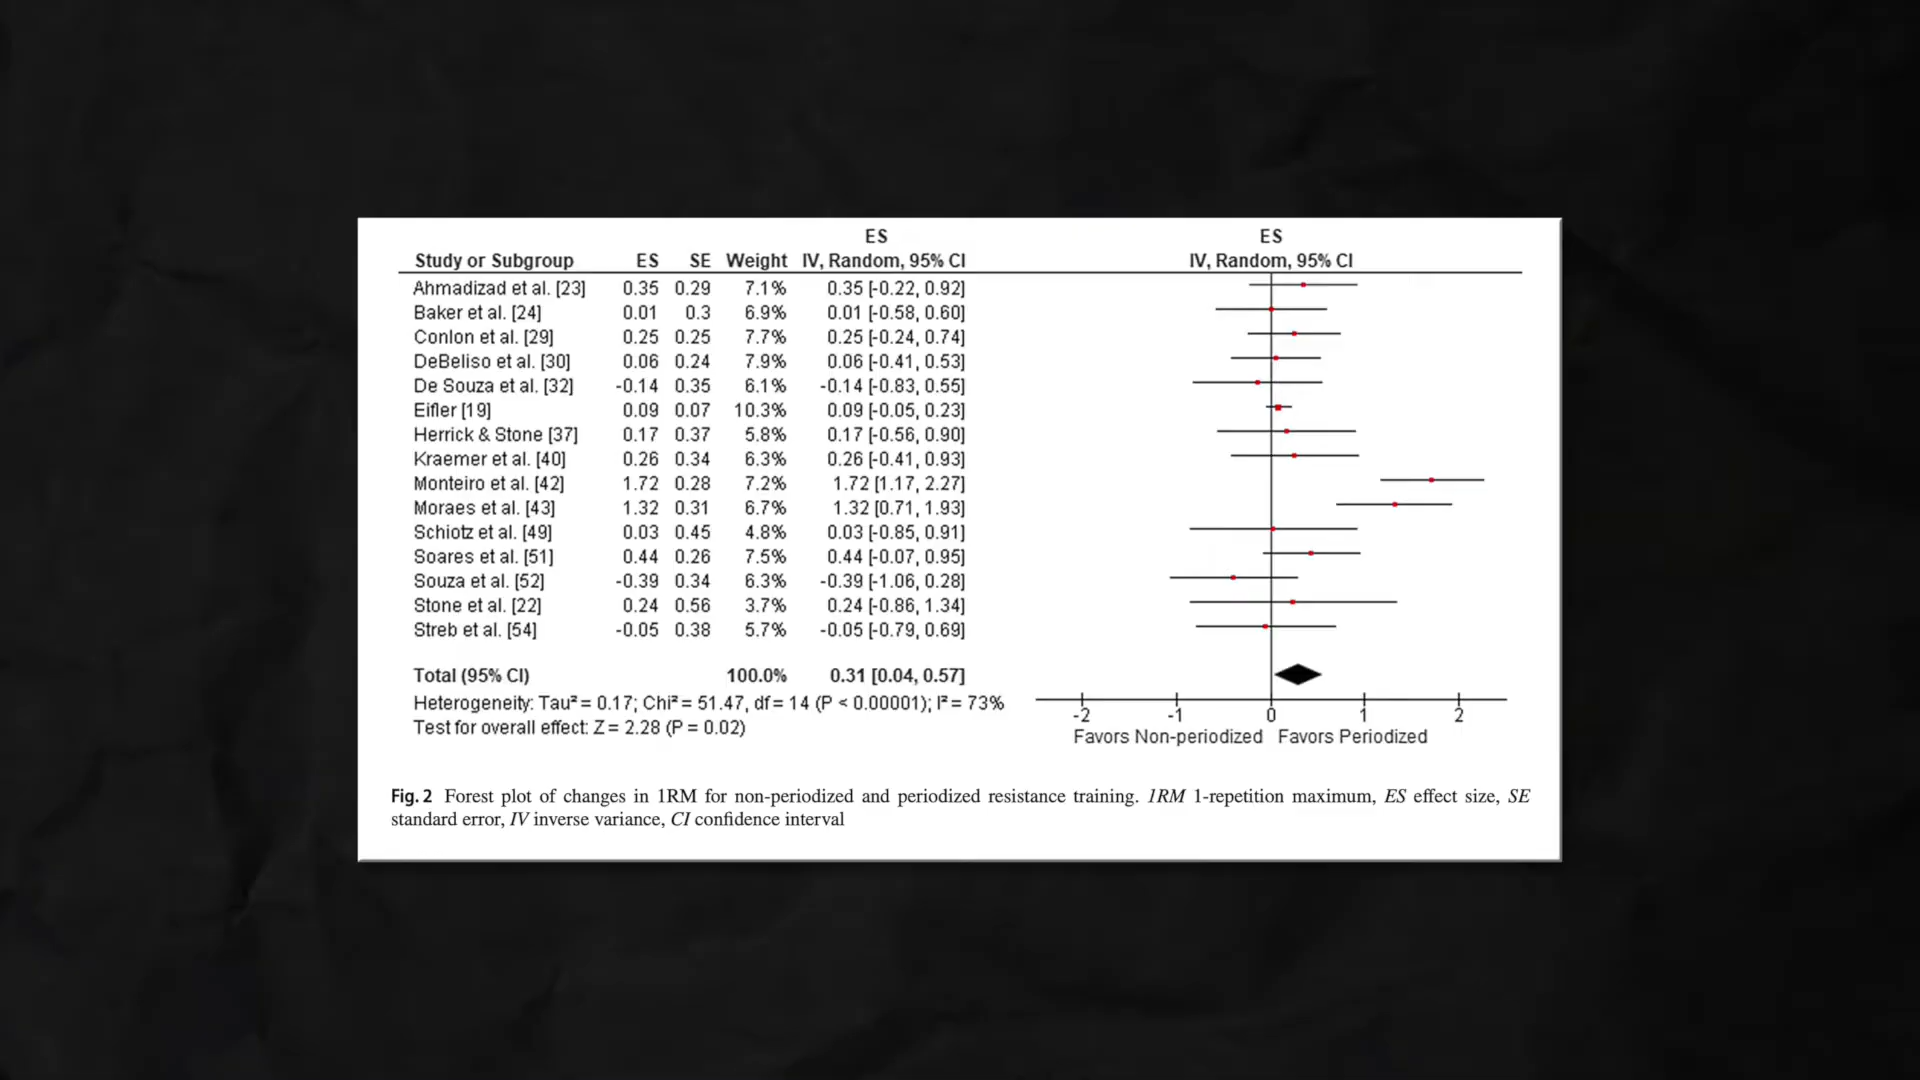 ES ES
Study or Subgroup ES SE Weight IV, Random, 95% CI IV, Random, 95% CI
Ahmadizad et al. [23] 0.35 0.29 7.1% 0.35 [-0.22, 0.92]
Baker et al. [24] 0.01 0.3 6.9% 0.01 [-0.58, 0.60]
Conlon et al. [29] 0.25 0.25 7.7% 0.25 [-0.24, 0.74]
DeBeliso et al. [30] 0.06 0.24 7.9% 0.06 [-0.41, 0.53]
De Souza et al. [32] -0.14 0.35 6.1% -0.14 [-0.83, 0.55]
Eifler [19] 0.09 0.07 10.3% 0.09 [-0.05, 0.23]
Herrick & Stone [37] 0.17 0.37 5.8% 0.17 [-0.56, 0.90]
Kraemer et al. [40] 0.26 0.34 6.3% 0.26 [-0.41, 0.93]
Monteiro et al. [42] 1.72 0.28 7.2% 1.72 [1.17, 2.27]
Moraes et al. [43] 1.32 0.31 6.7% 1.32 [0.71, 1.93]
Schiotz et al. [49] 0.03 0.45 4.8% 0.03 [-0.85, 0.91]
Soares et al. [51] 0.44 0.26 7.5% 0.44 [-0.07, 0.95]
Souza et al. [52] -0.39 0.34 6.3% -0.39 [-1.06, 0.28]
Stone et al. [22] 0.24 0.56 3.7% 0.24 [-0.86, 1.34]
Streb et al. [54] -0.05 0.38 5.7% -0.05 [-0.79, 0.69]
Total (95% CI) 100.0% 0.31 [0.04, 0.57]
Heterogeneity: Tau² = 0.17; Chi² = 51.47, df = 14 (P < 0.00001); I² = 73%
-2 -1 0 1 2
Test for overall effect: Z = 2.28 (P = 0.02)
Favors Non-periodized Favors Periodized
Fig. 2 Forest plot of changes in 1RM for non-periodized and periodized resistance training. 1RM 1-repetition maximum, ES effect size, SE
standard error, IV inverse variance, CI confidence interval